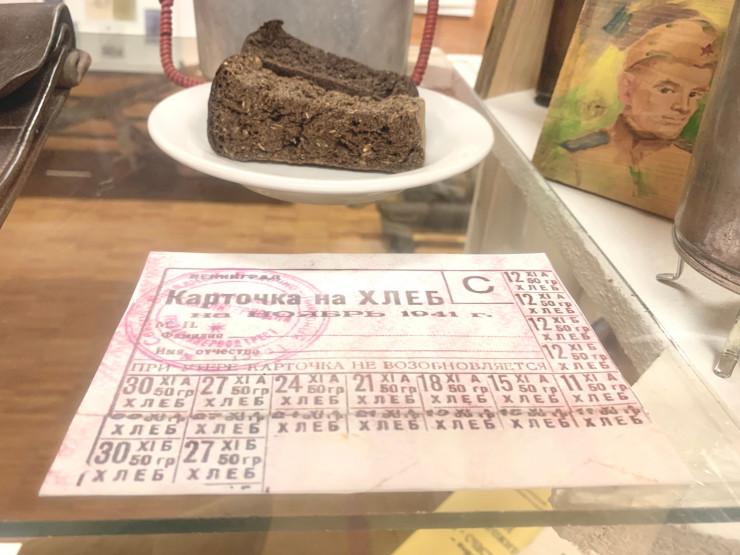 ЛЕНИНГРАД
Карточка на ХЛЕБ
С
на НОЯБРЬ 1941 г.
М. П.
Фамилия
Имя, отчество
ПРИ УТЕРЕ КАРТОЧКА НЕ ВОЗОБНОВЛЯЕТСЯ
12 XI А 50 гр ХЛЕБ
12 XI А 50 гр ХЛЕБ
12 XI 50 гр ХЛЕБ
12 XI Б 50 гр ХЛЕБ
30 XI А 50 гр ХЛЕБ
27 XI А 50 гр ХЛЕБ
24 XI А 50 гр ХЛЕБ
21 XI А 50 гр ХЛЕБ
18 XI А 50 гр ХЛЕБ
15 XI А 50 гр ХЛЕБ
11 XI А 50 гр ХЛЕБ
ХЛЕБ ХЛЕБ ХЛЕБ ХЛЕБ ХЛЕБ ХЛЕБ ХЛЕБ
30 XI Б 50 гр ХЛЕБ
27 XI Б 50 гр ХЛЕБ